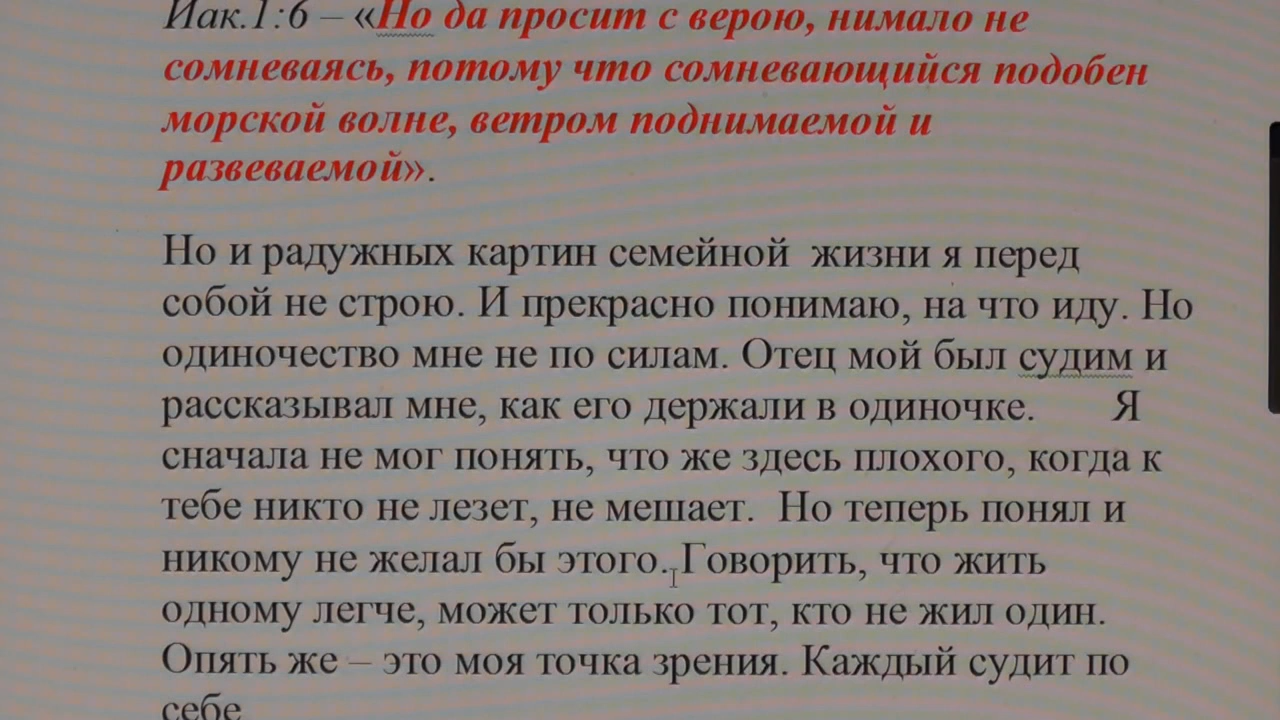 Иак.1:6 – «Но да просит с верою, нимало не
сомневаясь, потому что сомневающийся подобен
морской волне, ветром поднимаемой и
развеваемой».
Но и радужных картин семейной жизни я перед
собой не строю. И прекрасно понимаю, на что иду. Но
одиночество мне не по силам. Отец мой был судим и
рассказывал мне, как его держали в одиночке. Я
сначала не мог понять, что же здесь плохого, когда к
тебе никто не лезет, не мешает. Но теперь понял и
никому не желал бы этого. Говорить, что жить
одному легче, может только тот, кто не жил один.
Опять же – это моя точка зрения. Каждый судит по
себе